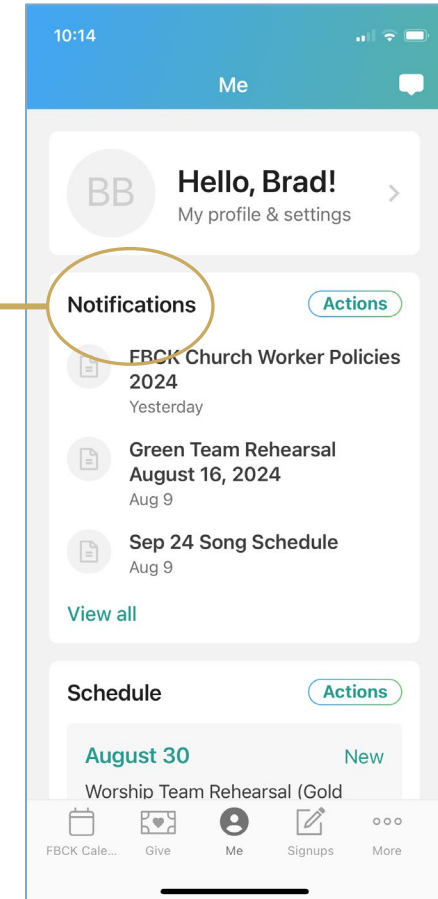 10:14
Me
BB
Hello, Brad!
My profile & settings
Notifications
Actions
FBCK Church Worker Policies
2024
Yesterday
Green Team Rehearsal
August 16, 2024
Aug 9
Sep 24 Song Schedule
Aug 9
View all
Schedule
Actions
August 30
New
Worship Team Rehearsal (Gold
FBCK Cale...
Give
Me
Signups
More